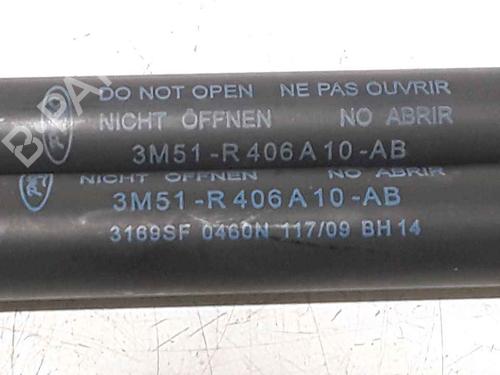 DO NOT OPEN NE PAS OUVRIR
NICHT ÖFFNEN NO ABRIR
3M51-R406A10-AB
NICHT ÖFFNEN NO ABRIR
3M51-R406A10-AB
3169SF 0460N 117/09 BH14